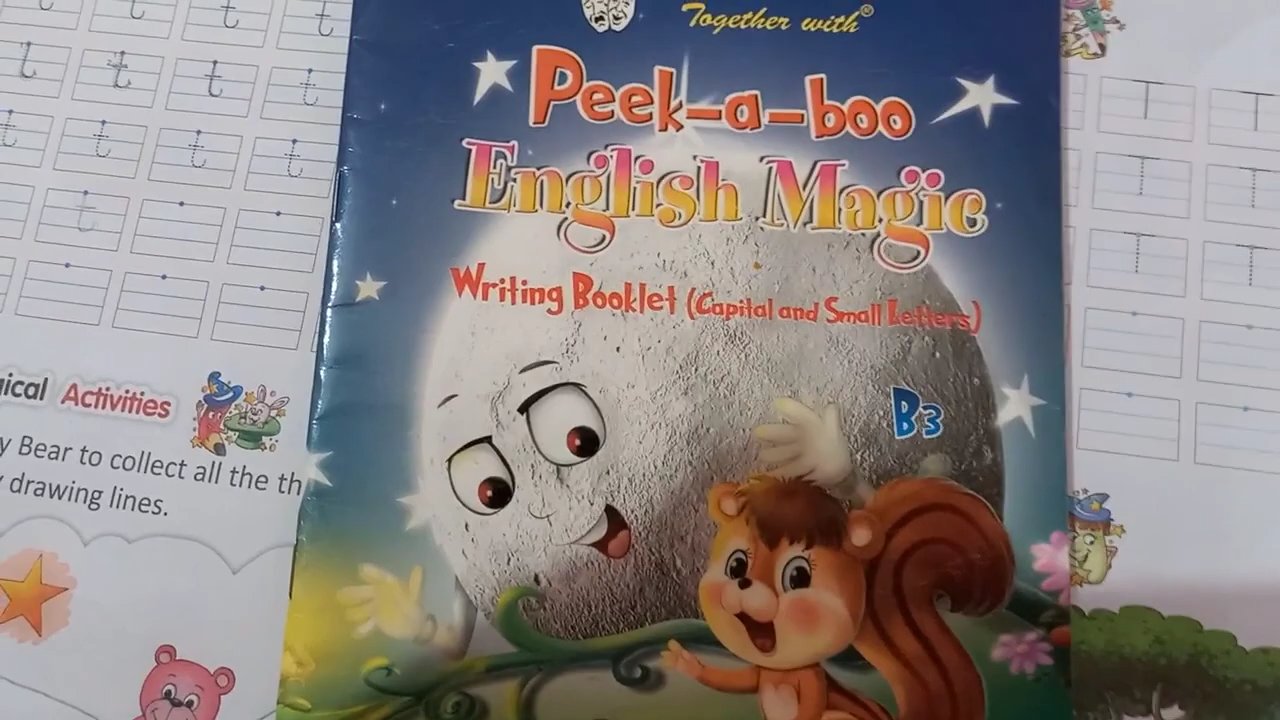 Together with®
Peek-a-boo
English Magic
Writing Booklet (Capital and Small Letters)
B3
t t t
t t t t
t t t t
t
T T
T T
T T
ical Activities
y Bear to collect all the th
drawing lines.